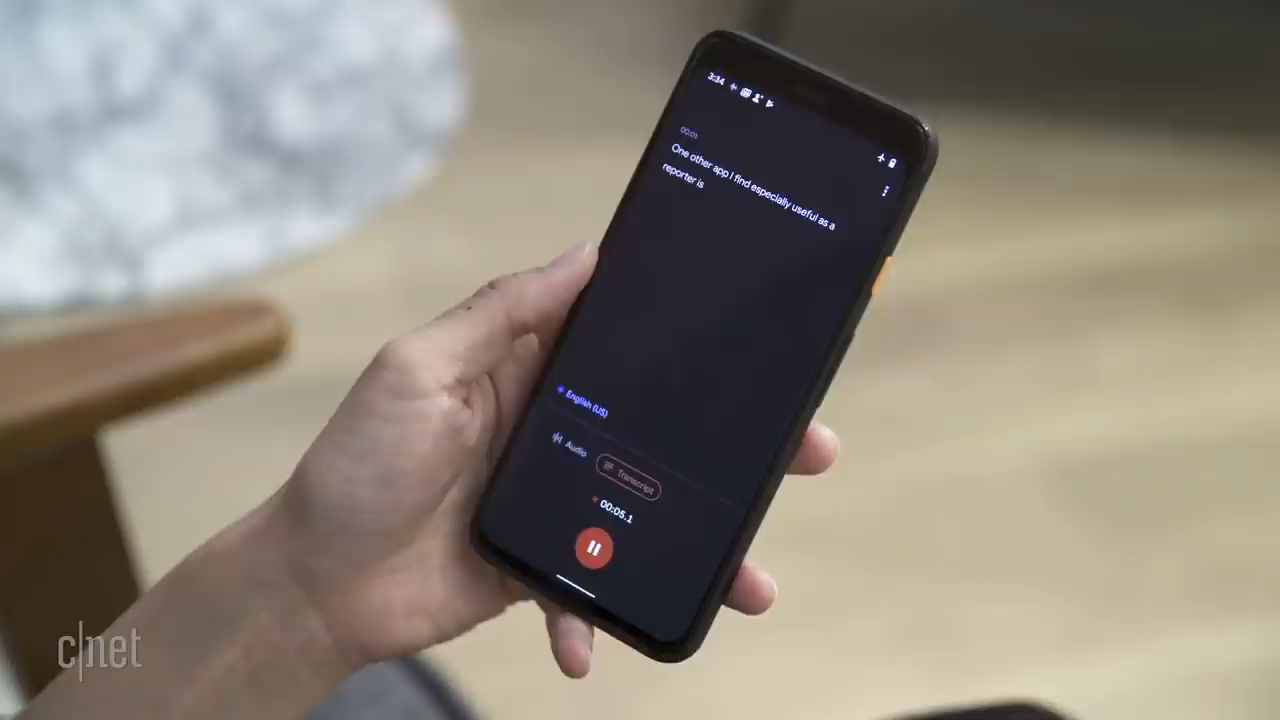 3:34
00:01
One other app I find especially useful as a
reporter is
English (US)
Audio
Transcript
00:05.1
c|net